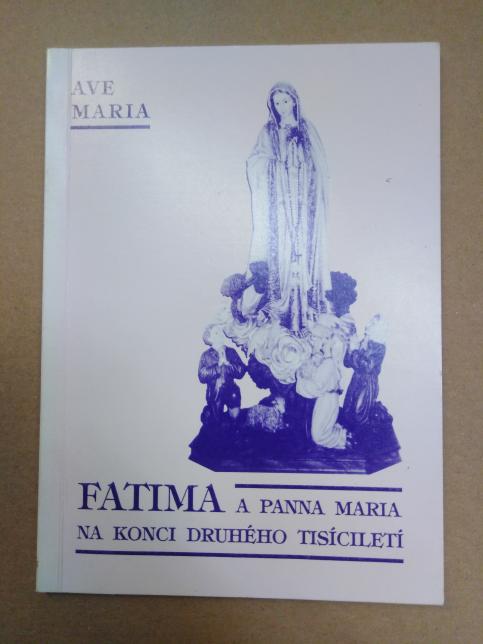 AVE
MARIA
FATIMA A PANNA MARIA
NA KONCI DRUHÉHO TISÍCILETÍ